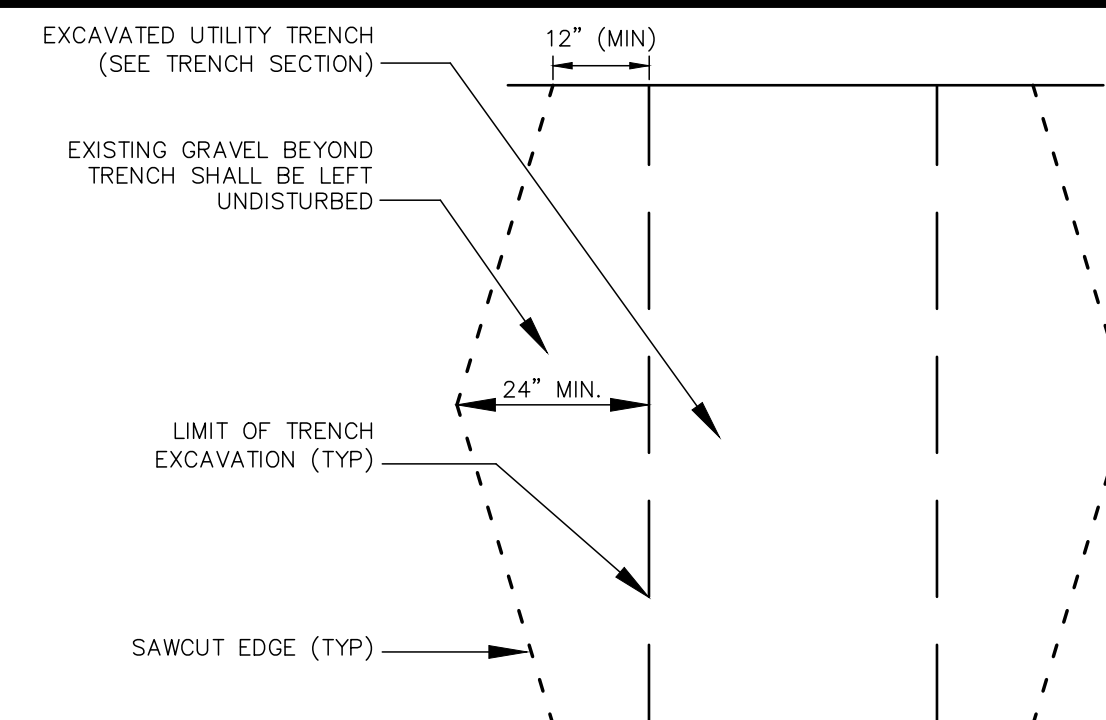 EXCAVATED UTILITY TRENCH
(SEE TRENCH SECTION)
12” (MIN)
EXISTING GRAVEL BEYOND
TRENCH SHALL BE LEFT
UNDISTURBED
24” MIN.
LIMIT OF TRENCH
EXCAVATION (TYP)
SAWCUT EDGE (TYP)